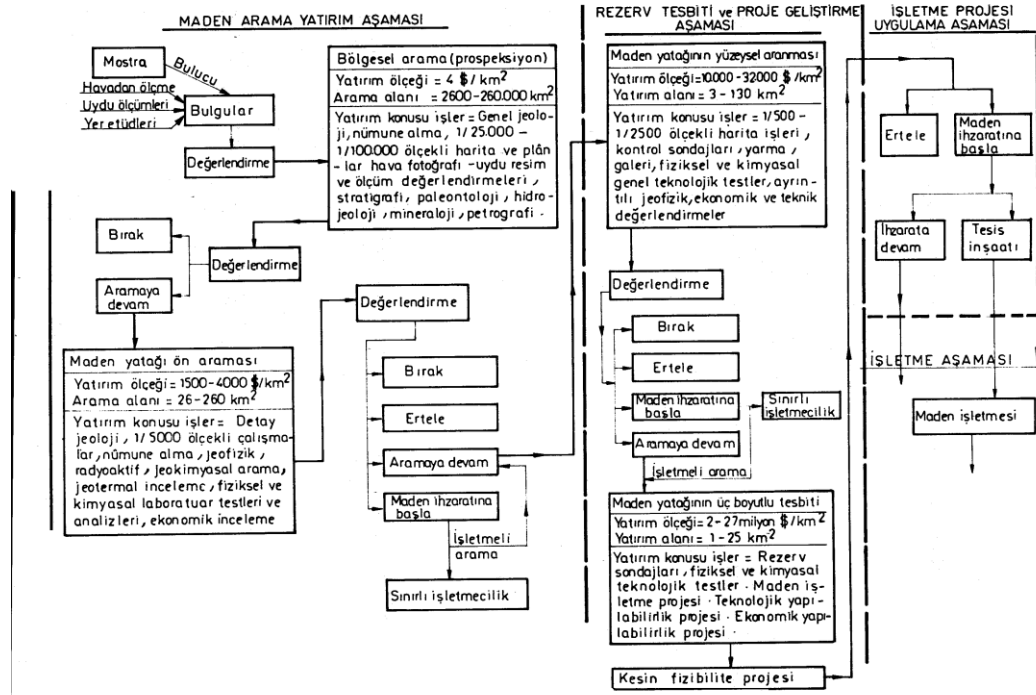 MADEN ARAMA YATIRIM AŞAMASI
Mostra
Bulucu
Havadan ölçme
Uydu ölçümleri
Yer etüdleri
Bulgular
Değerlendirme
Bölgesel arama (prospeksiyon)
Yatırım ölçeği = 4 $/km²
Arama alanı = 2600-260.000 km²
Yatırım konusu işler = Genel jeolo-
ji, nümune alma, 1/25.000 –
1/100.000 ölçekli harita ve plân
-lar hava fotoğrafı -uydu resim
ve ölçüm değerlendirmeleri,
stratigrafi, paleontoloji, hidro-
jeoloji, mineraloji, petrografi.
Bırak
Değerlendirme
Aramaya
devam
Maden yatağı ön araması
Yatırım ölçeği = 1500-4000 $/km²
Arama alanı = 26-260 km²
Yatırım konusu işler = Detay
jeoloji, 1/5000 ölçekli çalışma-
lar, nümune alma, jeofizik,
radyoaktif, jeokimyasal arama,
jeotermal inceleme, fiziksel ve
kimyasal laboratuar testleri ve
analizleri, ekonomik inceleme
Değerlendirme
Bırak
Ertele
Aramaya devam
Maden ihzaratına
başla
İşletmeli
arama
Sınırlı işletmecilik
REZERV TESBİTİ ve PROJE GELİŞTİRME
AŞAMASI
Maden yatağının yüzeysel aranması
Yatırım ölçeği=10000-32000 $/km²
Yatırım alanı = 3-130 km²
Yatırım konusu işler = 1/500 -
1/2500 ölçekli harita işleri,
kontrol sondajları, yarma,
galeri, fiziksel ve kimyasal
genel teknolojik testler, ayrın-
tılı jeofizik, ekonomik ve teknik
değerlendirmeler
Değerlendirme
Bırak
Ertele
Maden ihzaratına
başla
Sınırlı
işletmecilik
Aramaya devam
İşletmeli arama
Maden yatağının üç boyutlu tesbiti
Yatırım ölçeği = 2-27milyon $/km²
Yatırım alanı = 1-25 km²
Yatırım konusu işler = Rezerv
sondajları, fiziksel ve kimyasal
teknolojik testler. Maden iş-
letme projesi. Teknolojik yapı-
labilirlik projesi. Ekonomik yapı-
labilirlik projesi.
Kesin fizibilite projesi
İŞLETME PROJESİ
UYGULAMA AŞAMASI
Ertele
Maden
ihzaratına
başla
İhzarata
devam
Tesis
inşaatı
İŞLETME AŞAMASI
Maden işletmesi